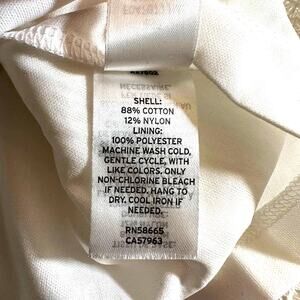 SHELL:
88% COTTON
12% NYLON
LINING:
100% POLYESTER
MACHINE WASH COLD,
GENTLE CYCLE, WITH
LIKE COLORS. ONLY
NON-CHLORINE BLEACH
IF NEEDED. HANG TO
DRY. COOL IRON IF
NEEDED.
RN58665
CA57963